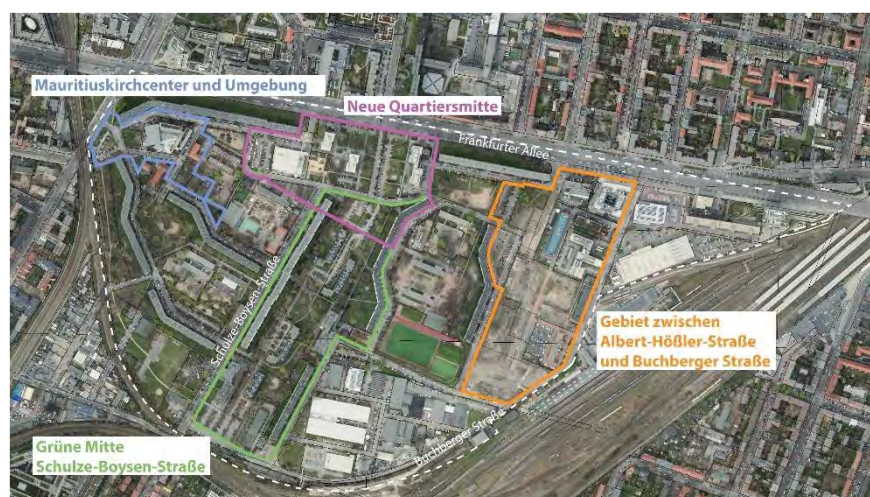 Mauritiuskirchcenter und Umgebung
Neue Quartiersmitte
Frankfurter Allee
Schulze-Boysen-Straße
Gebiet zwischen
Albert-Hößler-Straße
und Buchberger Straße
Buchberger Straße
Grüne Mitte
Schulze-Boysen-Straße